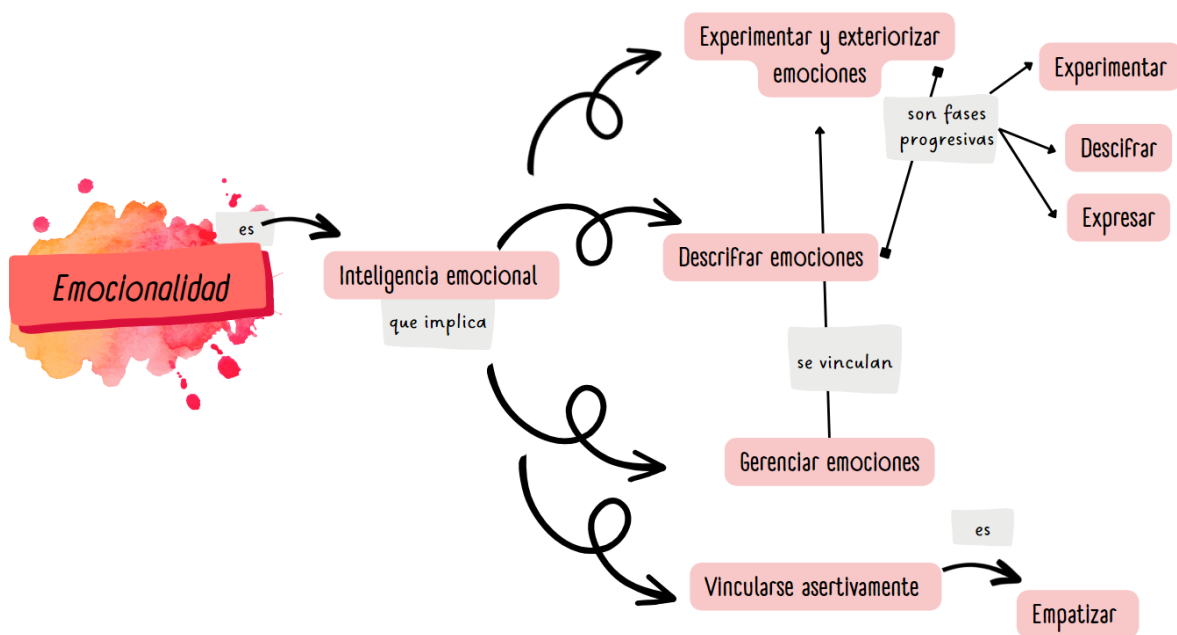 Experimentar y exteriorizar
emociones
Experimentar
son fases
progresivas
Descifrar
Expresar
es
Emocionalidad
Inteligencia emocional
que implica
Descrifrar emociones
se vinculan
Gerenciar emociones
es
Vincularse asertivamente
Empatizar